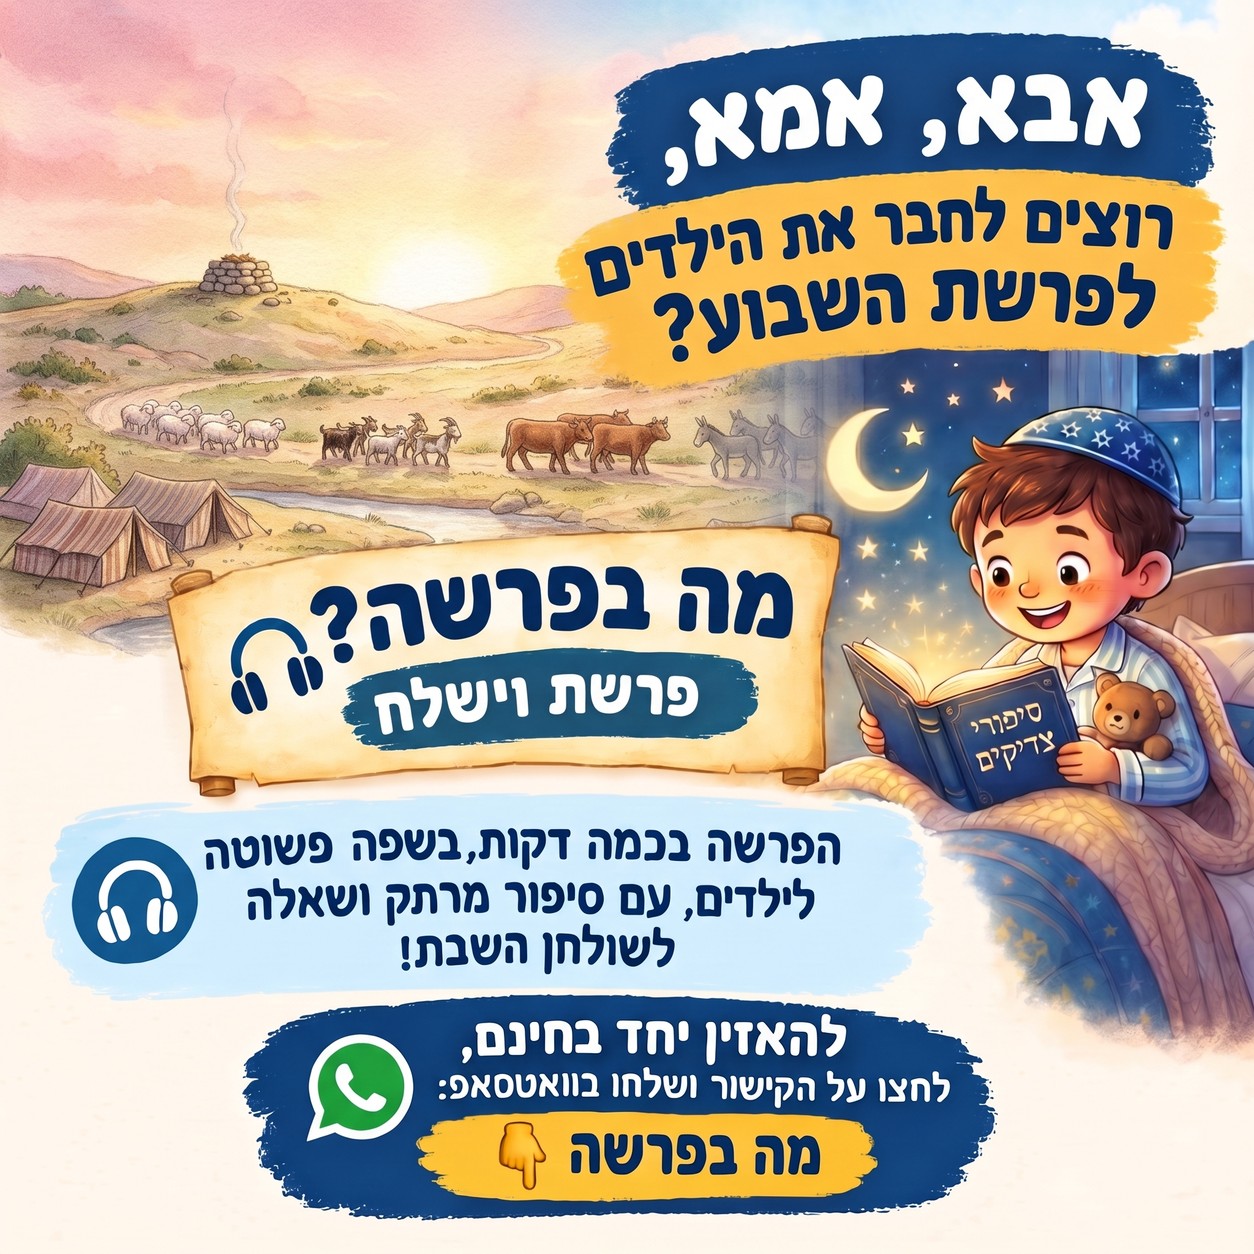 אבא, אמא,
רוצים לחבר את הילדים
לפרשת השבוע?
מה בפרשה?
פרשת וישלח
סיפורי
צדיקים
הפרשה בכמה דקות,בשפה פשוטה
לילדים, עם סיפור מרתק ושאלה
לשולחן השבת!
להאזין יחד בחינם,
לחצו על הקישור ושלחו בוואטסאפ:
מה בפרשה 👇